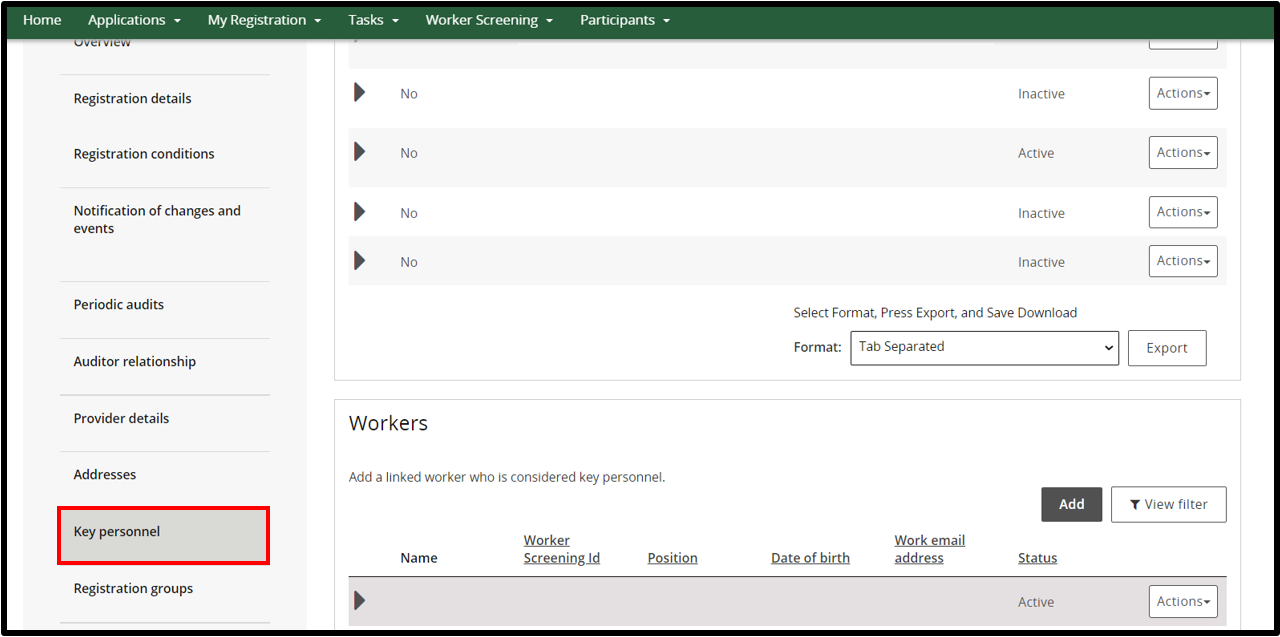 Home Applications My Registration Tasks Worker Screening Participants
Overview
Registration details
Registration conditions
Notification of changes and
events
Periodic audits
Auditor relationship
Provider details
Addresses
Key personnel
Registration groups
No Inactive Actions
No Active Actions
No Inactive Actions
No Inactive Actions
Select Format, Press Export, and Save Download
Format: Tab Separated Export
Workers
Add a linked worker who is considered key personnel.
Add View filter
Name Worker Screening Id Position Date of birth Work email address Status
Active Actions